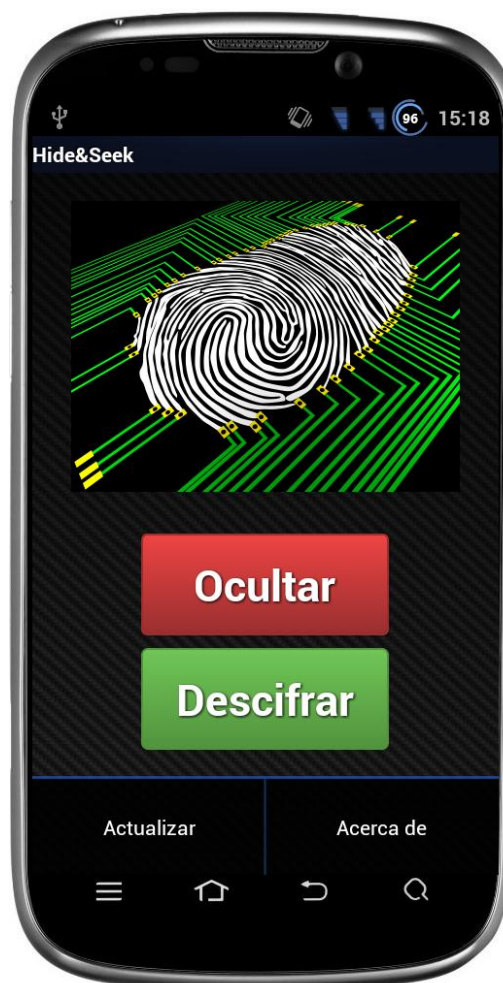 96 15:18
Hide&Seek
Ocultar
Descifrar
Actualizar Acerca de